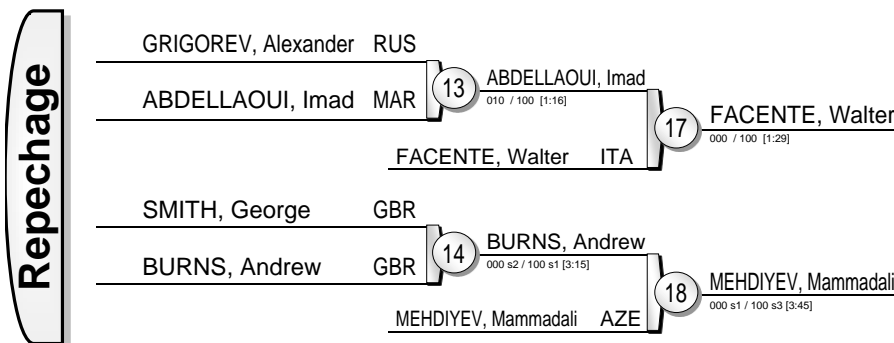 Repechage
GRIGOREV, Alexander RUS
ABDELLAOUI, Imad MAR
13
ABDELLAOUI, Imad
010 / 100 [1:16]
FACENTE, Walter ITA
17
FACENTE, Walter
000 / 100 [1:29]
SMITH, George GBR
BURNS, Andrew GBR
14
BURNS, Andrew
000 s2 / 100 s1 [3:15]
MEHDIYEV, Mammadali AZE
18
MEHDIYEV, Mammadali
000 s1 / 100 s3 [3:45]